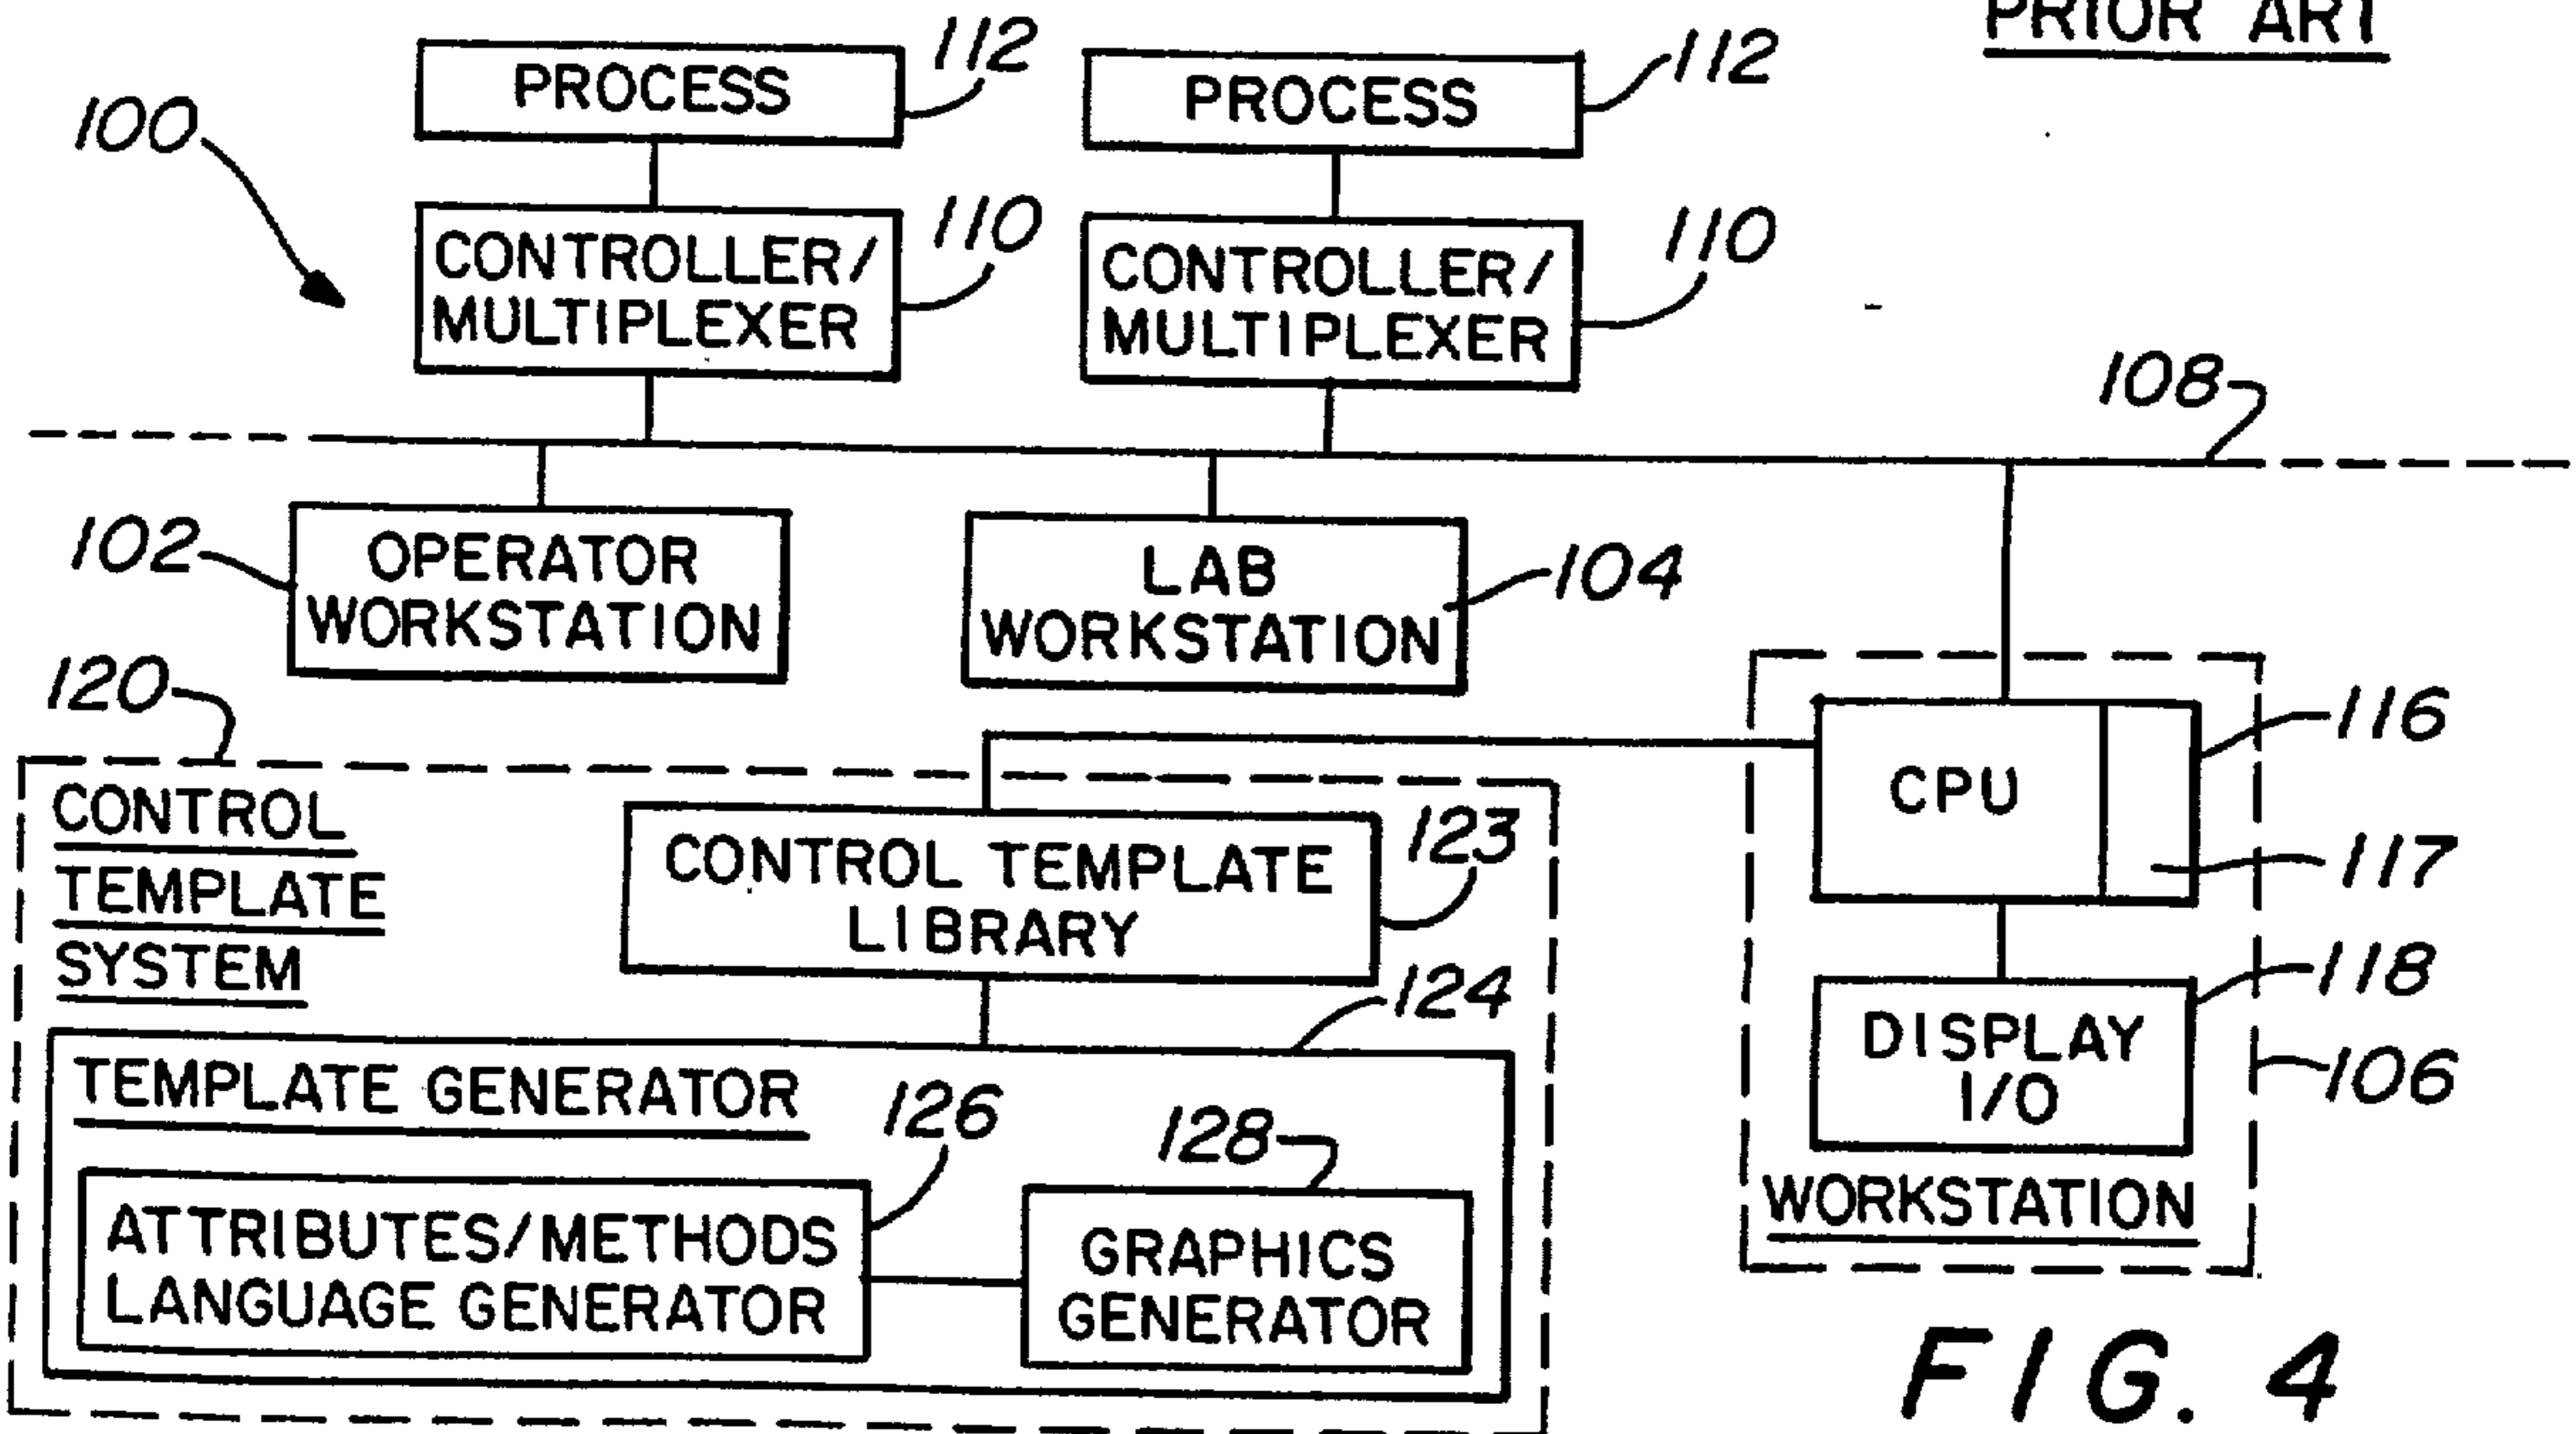 PRIOR ART
PROCESS
112
PROCESS
112
100
CONTROLLER/
MULTIPLEXER
110
CONTROLLER/
MULTIPLEXER
110
108
102
OPERATOR
WORKSTATION
LAB
WORKSTATION
104
120
CONTROL
TEMPLATE
SYSTEM
CONTROL TEMPLATE
LIBRARY
123
CPU
116
117
124
TEMPLATE GENERATOR
126
128
ATTRIBUTES/METHODS
LANGUAGE GENERATOR
GRAPHICS
GENERATOR
DISPLAY
I/O
118
106
WORKSTATION
FIG. 4